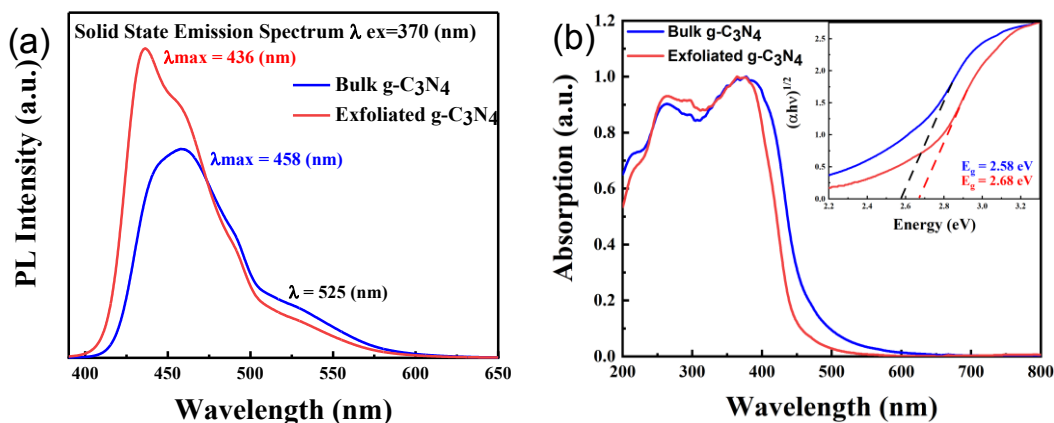 (a)
Solid State Emission Spectrum λ ex=370 (nm)
λmax = 436 (nm)
Bulk g-C₃N₄
Exfoliated g-C₃N₄
λmax = 458 (nm)
λ = 525 (nm)
PL Intensity (a.u.)
400 450 500 550 600 650
Wavelength (nm)
(b)
Bulk g-C₃N₄
Exfoliated g-C₃N₄
Absorption (a.u.)
1.2
1.0
0.8
0.6
0.4
0.2
0.0
200 300 400 500 600 700 800
Wavelength (nm)
(αhν)¹/²
2.5
2.0
1.5
1.0
0.5
0.0
E𝗀 = 2.58 eV
E𝗀 = 2.68 eV
2.2 2.4 2.6 2.8 3.0 3.2
Energy (eV)